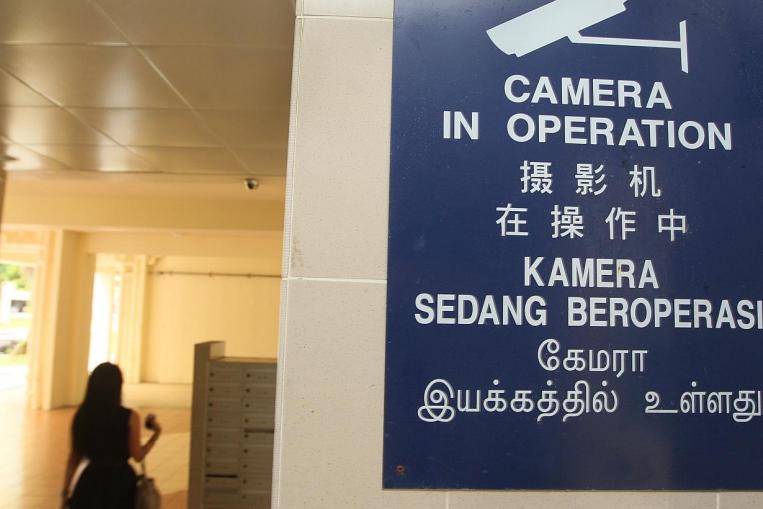 CAMERA
IN OPERATION
摄影机
在操作中
KAMERA
SEDANG BEROPERASI
கேமரா
இயக்கத்தில் உள்ளது